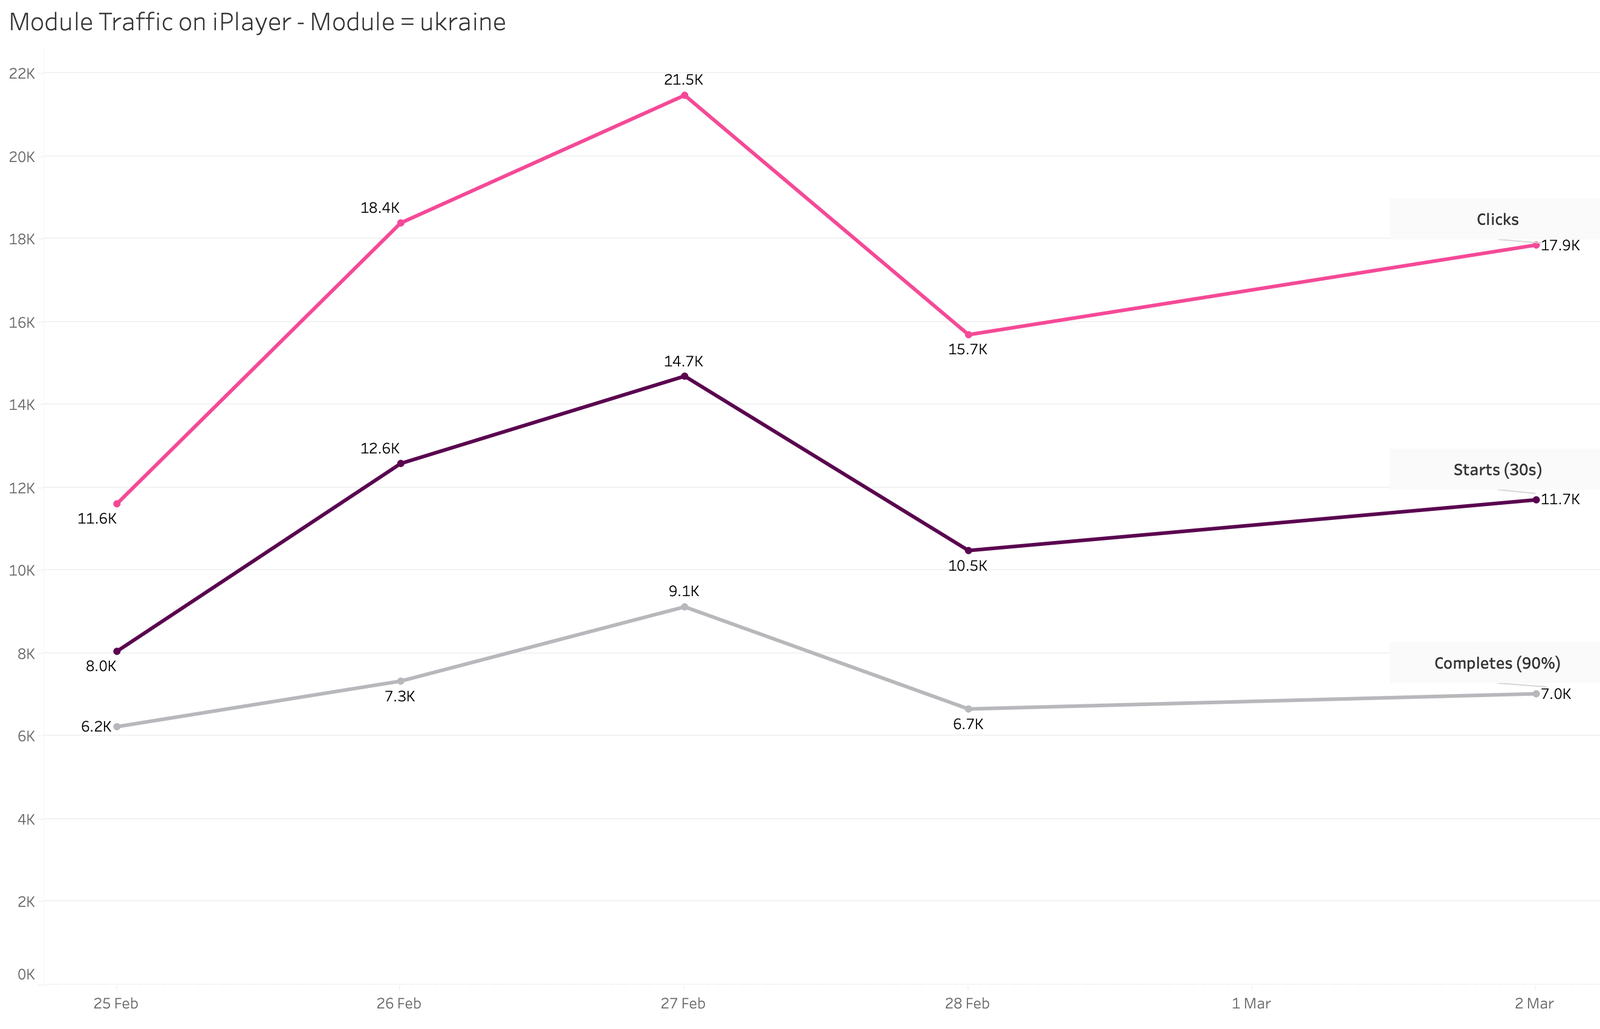 Module Traffic on iPlayer - Module = ukraine
22K
21.5K
20K
18.4K
Clicks
18K
17.9K
16K
15.7K
14.7K
14K
12.6K
Starts (30s)
12K
11.7K
11.6K
10K
10.5K
9.1K
8K
8.0K
Completes (90%)
7.3K
7.0K
6.2K
6.7K
6K
4K
2K
0K
25 Feb
26 Feb
27 Feb
28 Feb
1 Mar
2 Mar